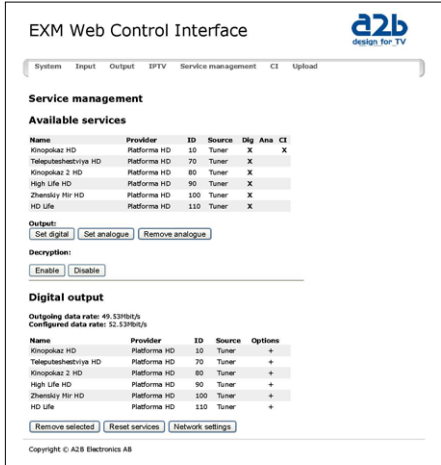 EXM Web Control Interface
a2b
design for TV
System Input Output IPTV Service management CI Upload
Service management
Available services
Name Provider ID Source Dig Ana CI
Kinopokaz HD Platforma HD 10 Tuner X X
Teleputeshestviya HD Platforma HD 70 Tuner X
Kinopokaz 2 HD Platforma HD 80 Tuner X
High Life HD Platforma HD 90 Tuner X
Zhenskiy Mir HD Platforma HD 100 Tuner X
HD Life Platforma HD 110 Tuner X
Output:
Set digital Set analogue Remove analogue
Decryption:
Enable Disable
Digital output
Outgoing data rate: 49.53Mbit/s
Configured data rate: 52.53Mbit/s
Name Provider ID Source Options
Kinopokaz HD Platforma HD 10 Tuner +
Teleputeshestviya HD Platforma HD 70 Tuner +
Kinopokaz 2 HD Platforma HD 80 Tuner +
High Life HD Platforma HD 90 Tuner +
Zhenskiy Mir HD Platforma HD 100 Tuner +
HD Life Platforma HD 110 Tuner +
Remove selected Reset services Network settings
Copyright © A2B Electronics AB